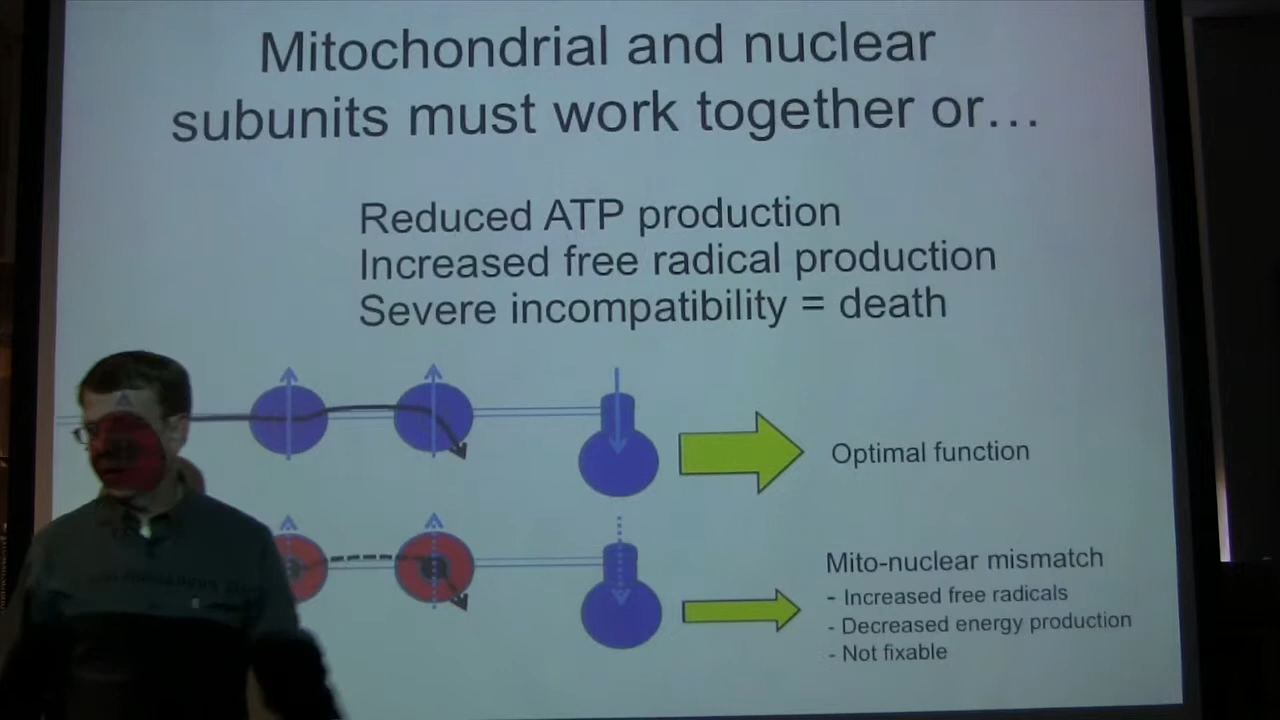 Mitochondrial and nuclear
subunits must work together or…
Reduced ATP production
Increased free radical production
Severe incompatibility = death
Optimal function
Mito-nuclear mismatch
- Increased free radicals
- Decreased energy production
- Not fixable